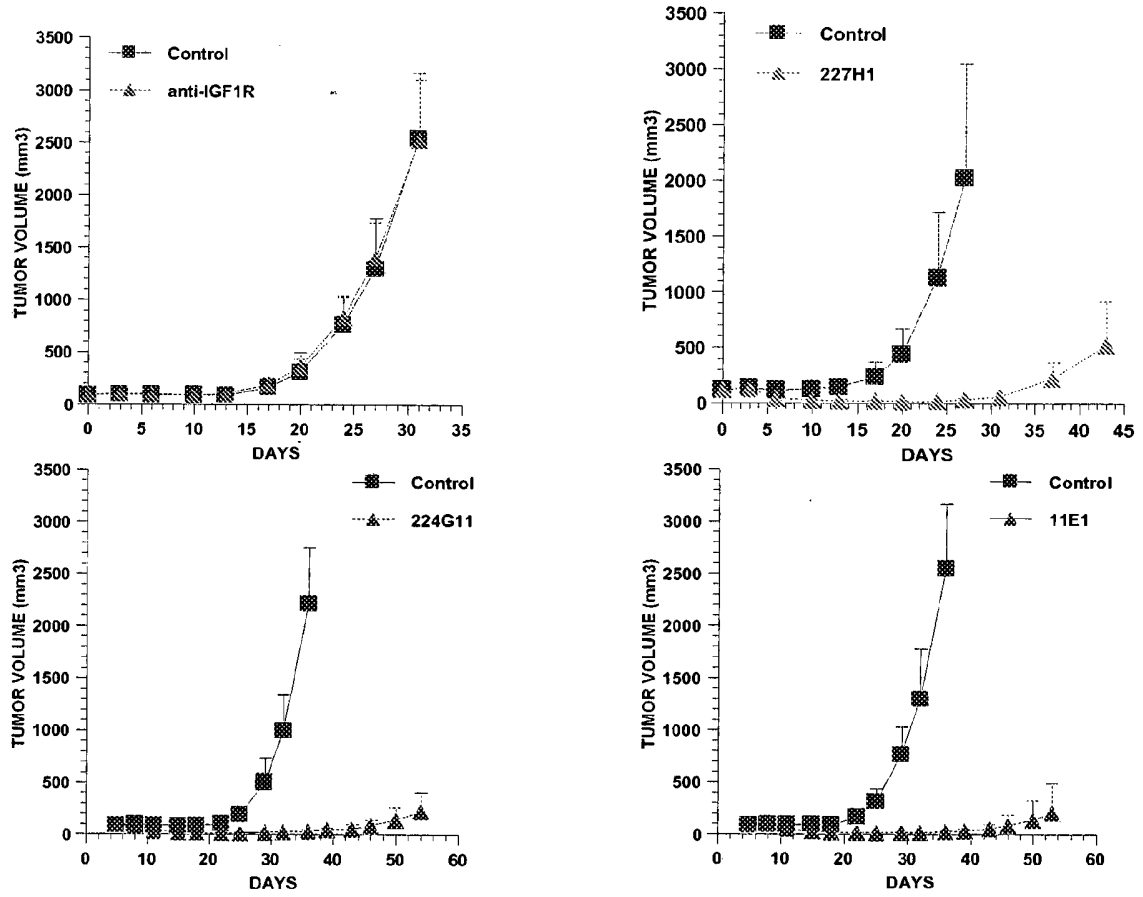 3500
3000
2500
2000
1500
1000
500
0
TUMOR VOLUME (mm3)
Control
anti-IGF1R
0 5 10 15 20 25 30 35
DAYS
3500
3000
2500
2000
1500
1000
500
0
TUMOR VOLUME (mm3)
Control
227H1
0 5 10 15 20 25 30 35 40 45
DAYS
3500
3000
2500
2000
1500
1000
500
0
TUMOR VOLUME (mm3)
Control
224G11
0 10 20 30 40 50 60
DAYS
3500
3000
2500
2000
1500
1000
500
0
TUMOR VOLUME (mm3)
Control
11E1
0 10 20 30 40 50 60
DAYS